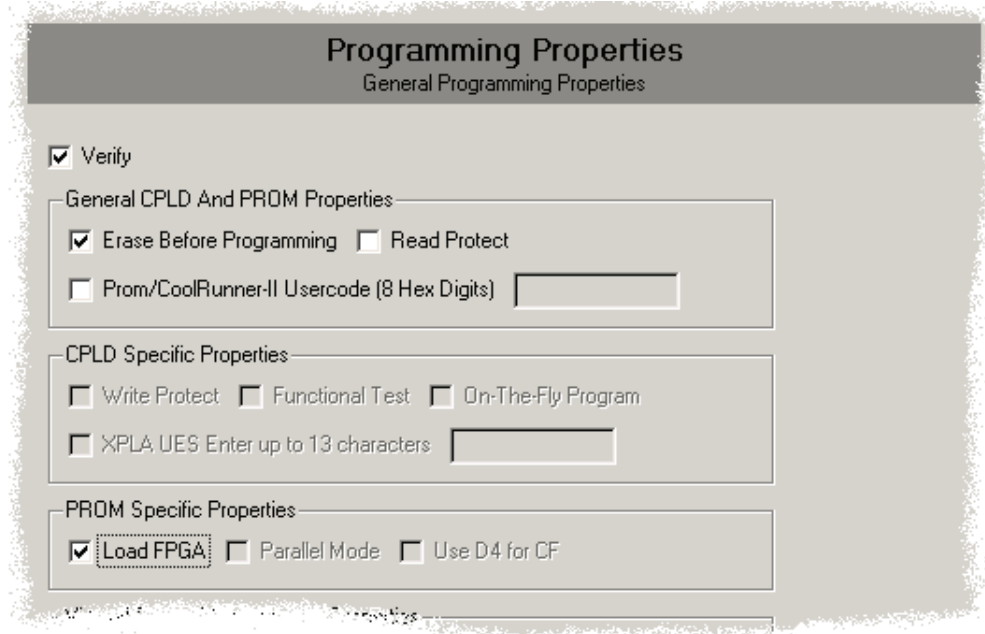 Programming Properties
General Programming Properties
Verify
General CPLD And PROM Properties
Erase Before Programming Read Protect
Prom/CoolRunner-II Usercode (8 Hex Digits)
CPLD Specific Properties
Write Protect Functional Test On-The-Fly Program
XPLA UES Enter up to 13 characters
PROM Specific Properties
Load FPGA Parallel Mode Use D4 for CF